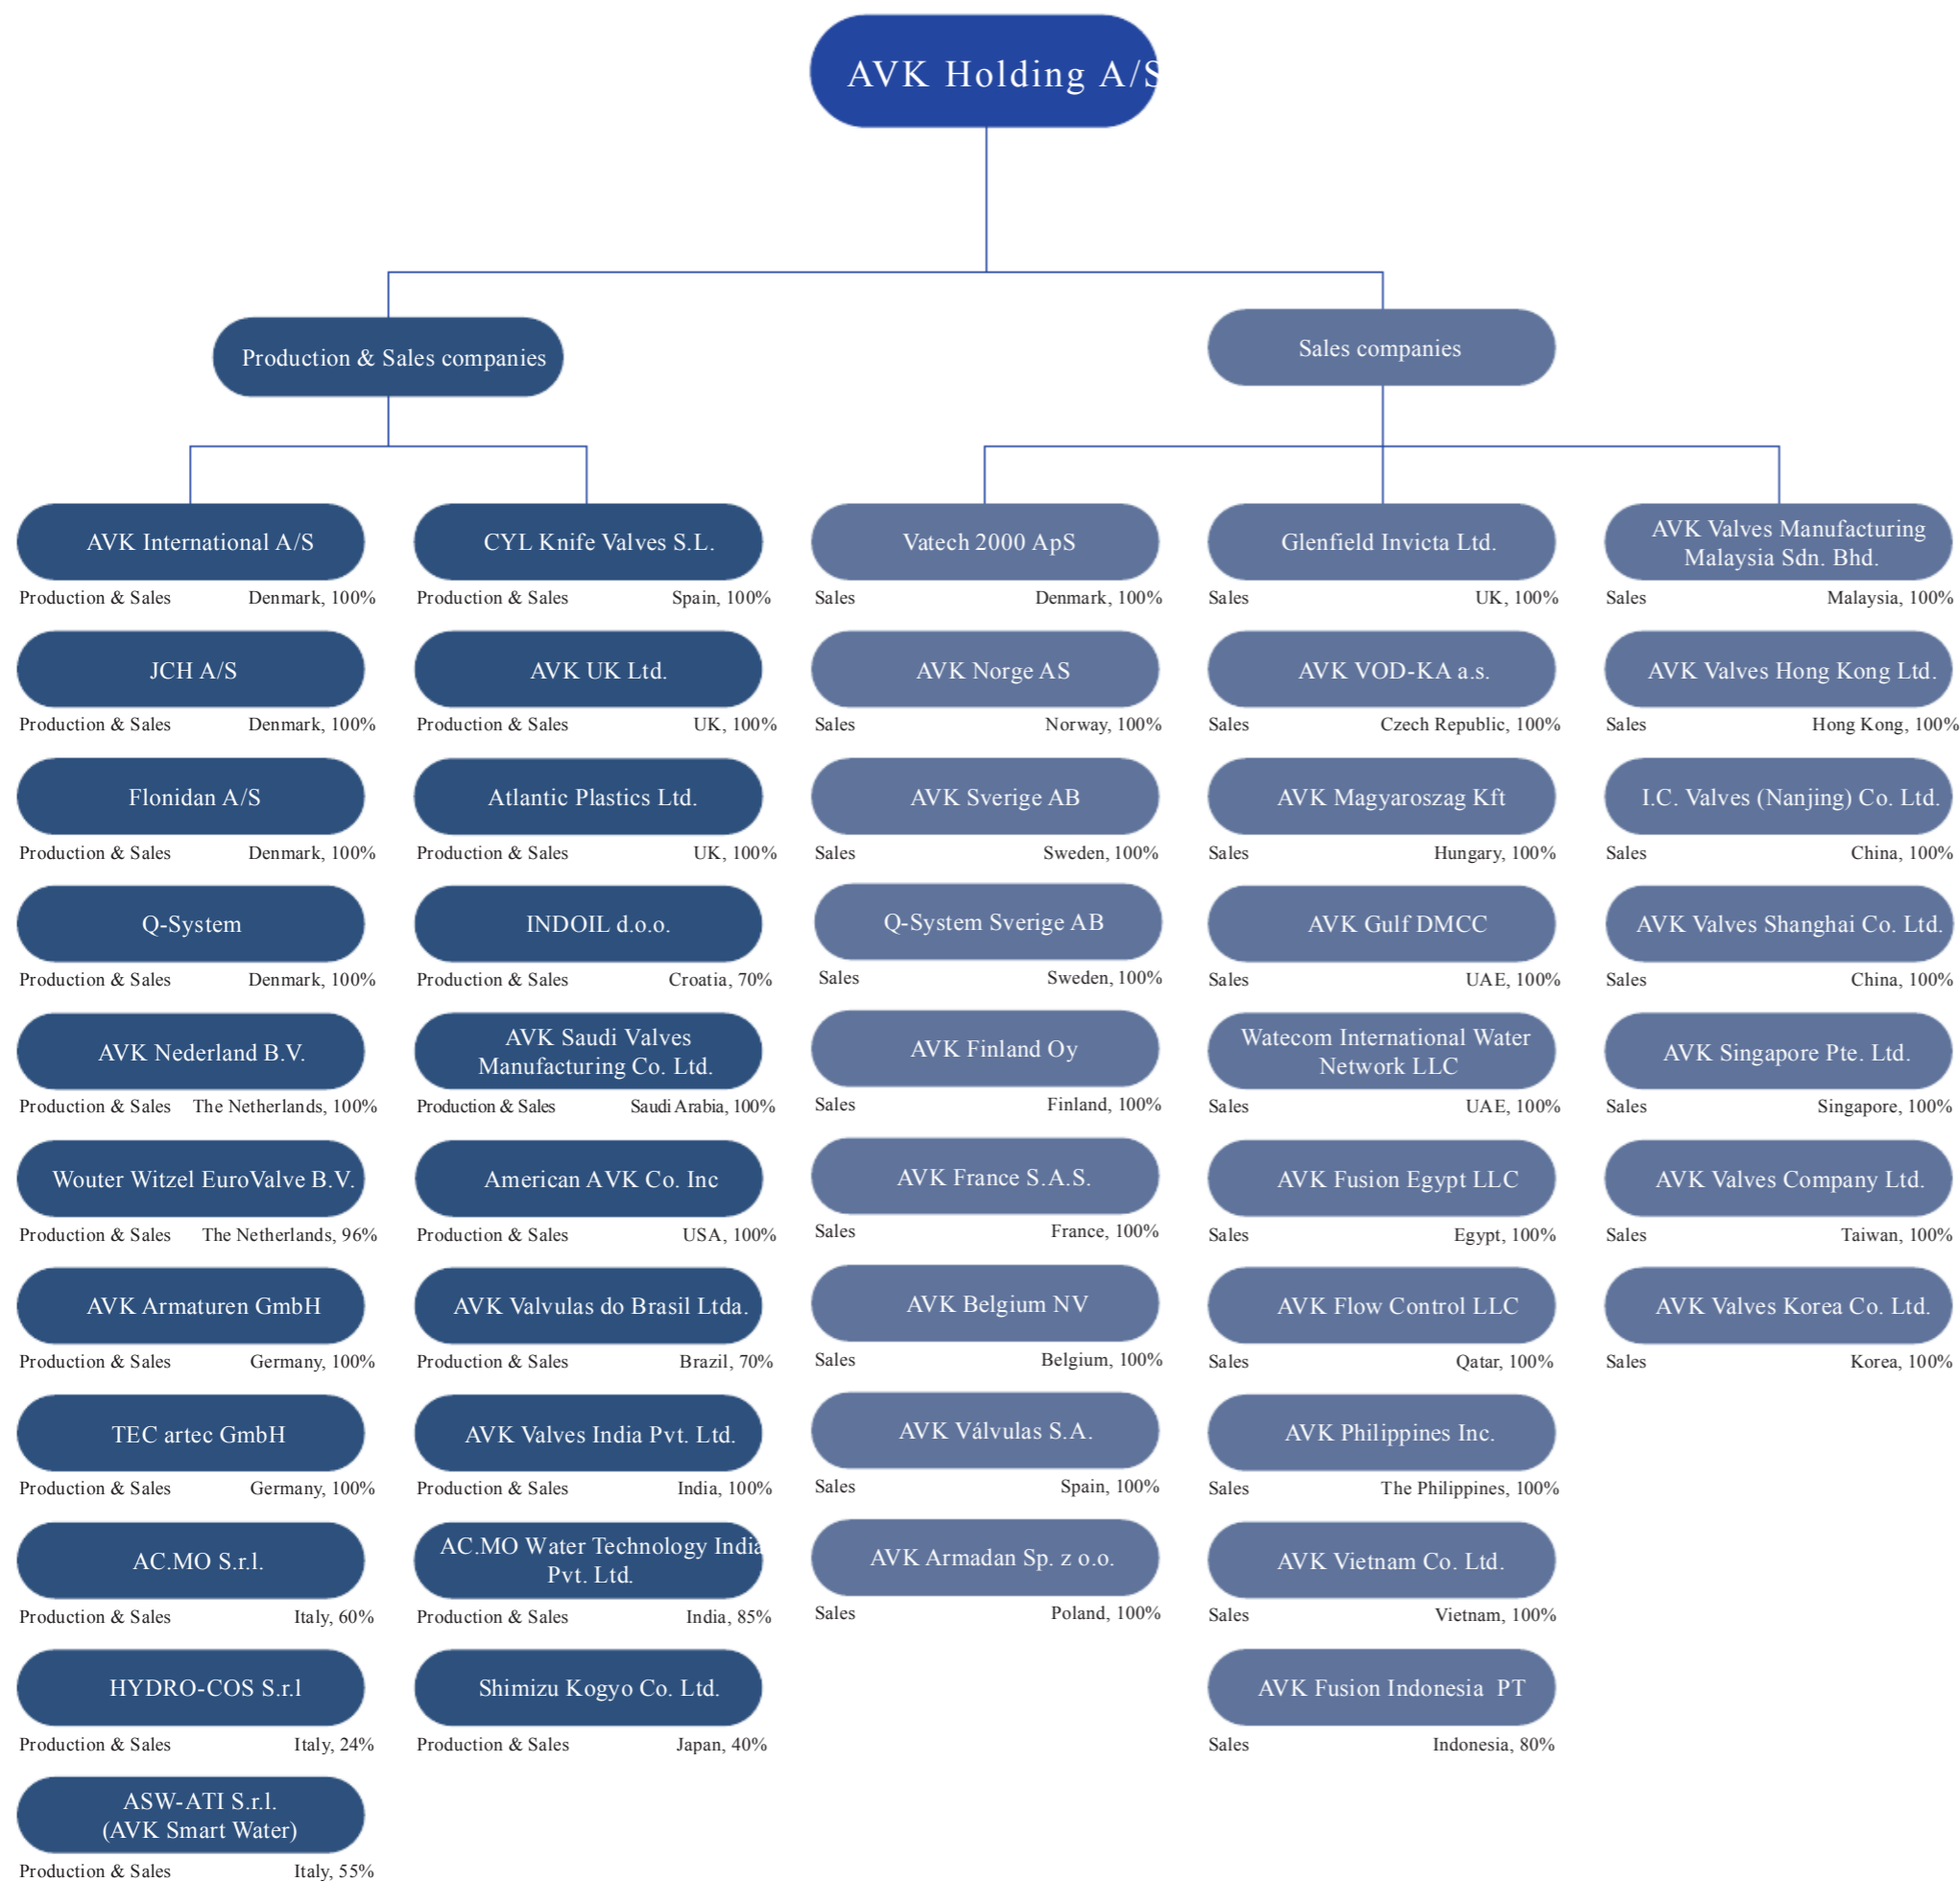 AVK Holding A/S
Production & Sales companies
Sales companies
AVK International A/S
Production & Sales Denmark, 100%
JCH A/S
Production & Sales Denmark, 100%
Flonidan A/S
Production & Sales Denmark, 100%
Q-System
Production & Sales Denmark, 100%
AVK Nederland B.V.
Production & Sales The Netherlands, 100%
Wouter Witzel EuroValve B.V.
Production & Sales The Netherlands, 96%
AVK Armaturen GmbH
Production & Sales Germany, 100%
TEC artec GmbH
Production & Sales Germany, 100%
AC.MO S.r.l.
Production & Sales Italy, 60%
HYDRO-COS S.r.l
Production & Sales Italy, 24%
ASW-ATI S.r.l.
(AVK Smart Water)
Production & Sales Italy, 55%
CYL Knife Valves S.L.
Production & Sales Spain, 100%
AVK UK Ltd.
Production & Sales UK, 100%
Atlantic Plastics Ltd.
Production & Sales UK, 100%
INDOIL d.o.o.
Production & Sales Croatia, 70%
AVK Saudi Valves
Manufacturing Co. Ltd.
Production & Sales Saudi Arabia, 100%
American AVK Co. Inc
Production & Sales USA, 100%
AVK Valvulas do Brasil Ltda.
Production & Sales Brazil, 70%
AVK Valves India Pvt. Ltd.
Production & Sales India, 100%
AC.MO Water Technology India
Pvt. Ltd.
Production & Sales India, 85%
Shimizu Kogyo Co. Ltd.
Production & Sales Japan, 40%
Vatech 2000 ApS
Sales Denmark, 100%
AVK Norge AS
Sales Norway, 100%
AVK Sverige AB
Sales Sweden, 100%
Q-System Sverige AB
Sales Sweden, 100%
AVK Finland Oy
Sales Finland, 100%
AVK France S.A.S.
Sales France, 100%
AVK Belgium NV
Sales Belgium, 100%
AVK Válvulas S.A.
Sales Spain, 100%
AVK Armadan Sp. z o.o.
Sales Poland, 100%
Glenfield Invicta Ltd.
Sales UK, 100%
AVK VOD-KA a.s.
Sales Czech Republic, 100%
AVK Magyaroszag Kft
Sales Hungary, 100%
AVK Gulf DMCC
Sales UAE, 100%
Watecom International Water
Network LLC
Sales UAE, 100%
AVK Fusion Egypt LLC
Sales Egypt, 100%
AVK Flow Control LLC
Sales Qatar, 100%
AVK Philippines Inc.
Sales The Philippines, 100%
AVK Vietnam Co. Ltd.
Sales Vietnam, 100%
AVK Fusion Indonesia PT
Sales Indonesia, 80%
AVK Valves Manufacturing
Malaysia Sdn. Bhd.
Sales Malaysia, 100%
AVK Valves Hong Kong Ltd.
Sales Hong Kong, 100%
I.C. Valves (Nanjing) Co. Ltd.
Sales China, 100%
AVK Valves Shanghai Co. Ltd.
Sales China, 100%
AVK Singapore Pte. Ltd.
Sales Singapore, 100%
AVK Valves Company Ltd.
Sales Taiwan, 100%
AVK Valves Korea Co. Ltd.
Sales Korea, 100%